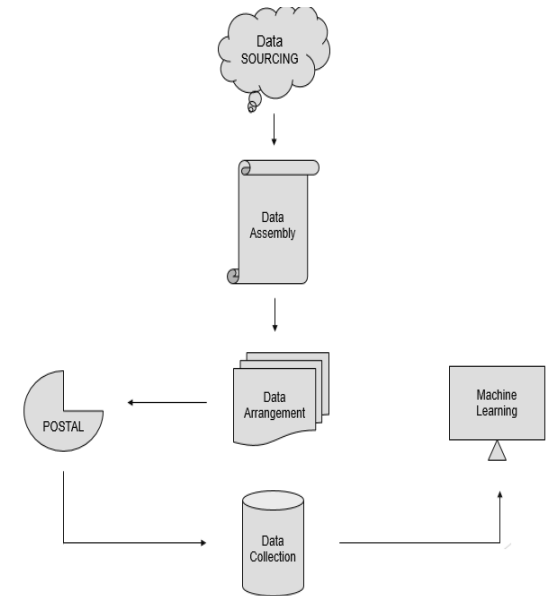 Data
SOURCING
Data
Assembly
Data
Arrangement
POSTAL
Machine
Learning
Data
Collection